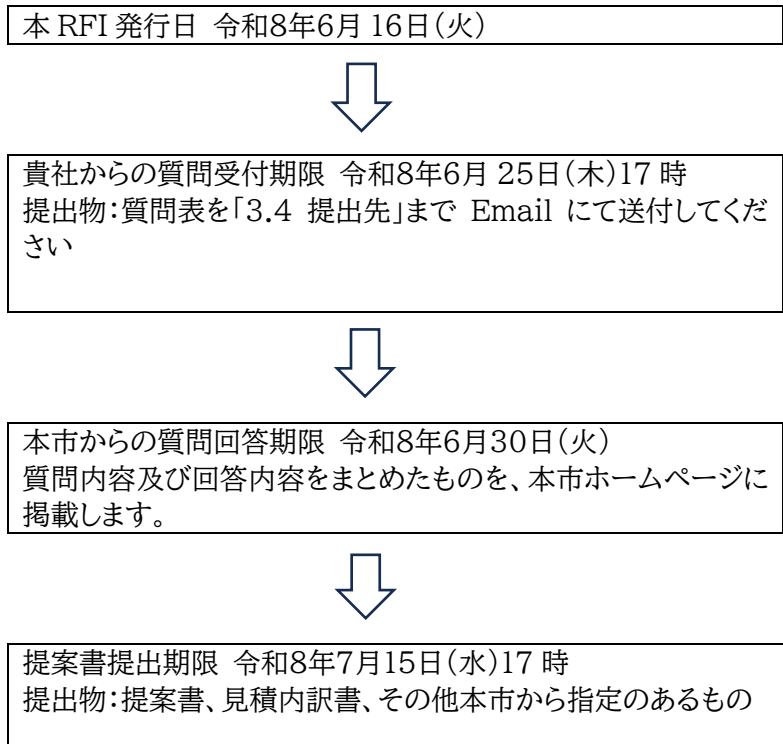 本 RFI 発行日 令和8年6月 16日(火)
貴社からの質問受付期限 令和8年6月 25日(木)17 時
提出物:質問表を「3.4 提出先」まで Email にて送付してくだ
さい
本市からの質問回答期限 令和8年6月30日(火)
質問内容及び回答内容をまとめたものを、本市ホームページに
掲載します。
提案書提出期限 令和8年7月15日(水)17 時
提出物:提案書、見積内訳書、その他本市から指定のあるもの